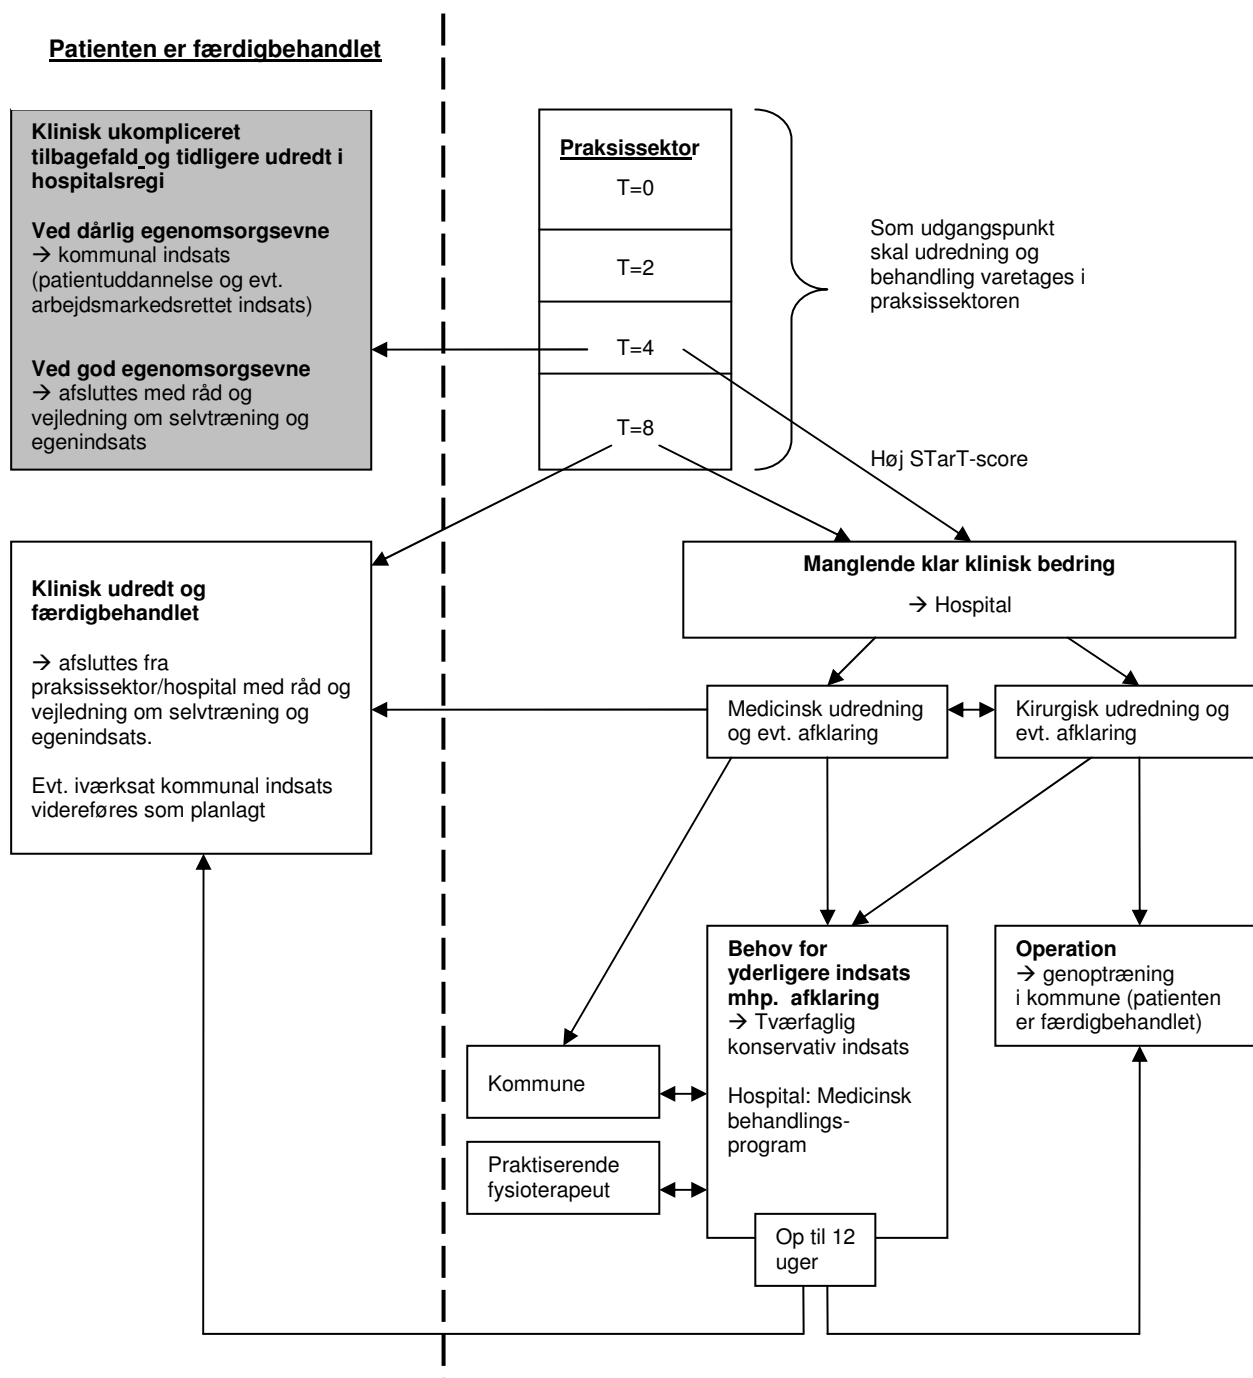 Patienten er færdigbehandlet
Klinisk ukompliceret
tilbagefald og tidligere udredt i
hospitalsregi
Ved dårlig egenomsorgsevne
→ kommunal indsats
(patientuddannelse og evt.
arbejdsmarkedsrettet indsats)
Ved god egenomsorgsevne
→ afsluttes med råd og
vejledning om selvtræning og
egenindsats
Praksissektor
T=0
T=2
T=4
T=8
Som udgangspunkt
skal udredning og
behandling varetages i
praksissektoren
Høj STarT-score
Klinisk udredt og
færdigbehandlet
→ afsluttes fra
praksissektor/hospital med råd og
vejledning om selvtræning og
egenindsats.
Evt. iværksat kommunal indsats
videreføres som planlagt
Manglende klar klinisk bedring
→ Hospital
Medicinsk udredning
og evt. afklaring
Kirurgisk udredning og
evt. afklaring
Behov for
yderligere indsats
mhp. afklaring
→ Tværfaglig
konservativ indsats
Hospital: Medicinsk
behandlings-
program
Operation
→ genoptræning
i kommune (patienten
er færdigbehandlet)
Kommune
Praktiserende
fysioterapeut
Op til 12
uger